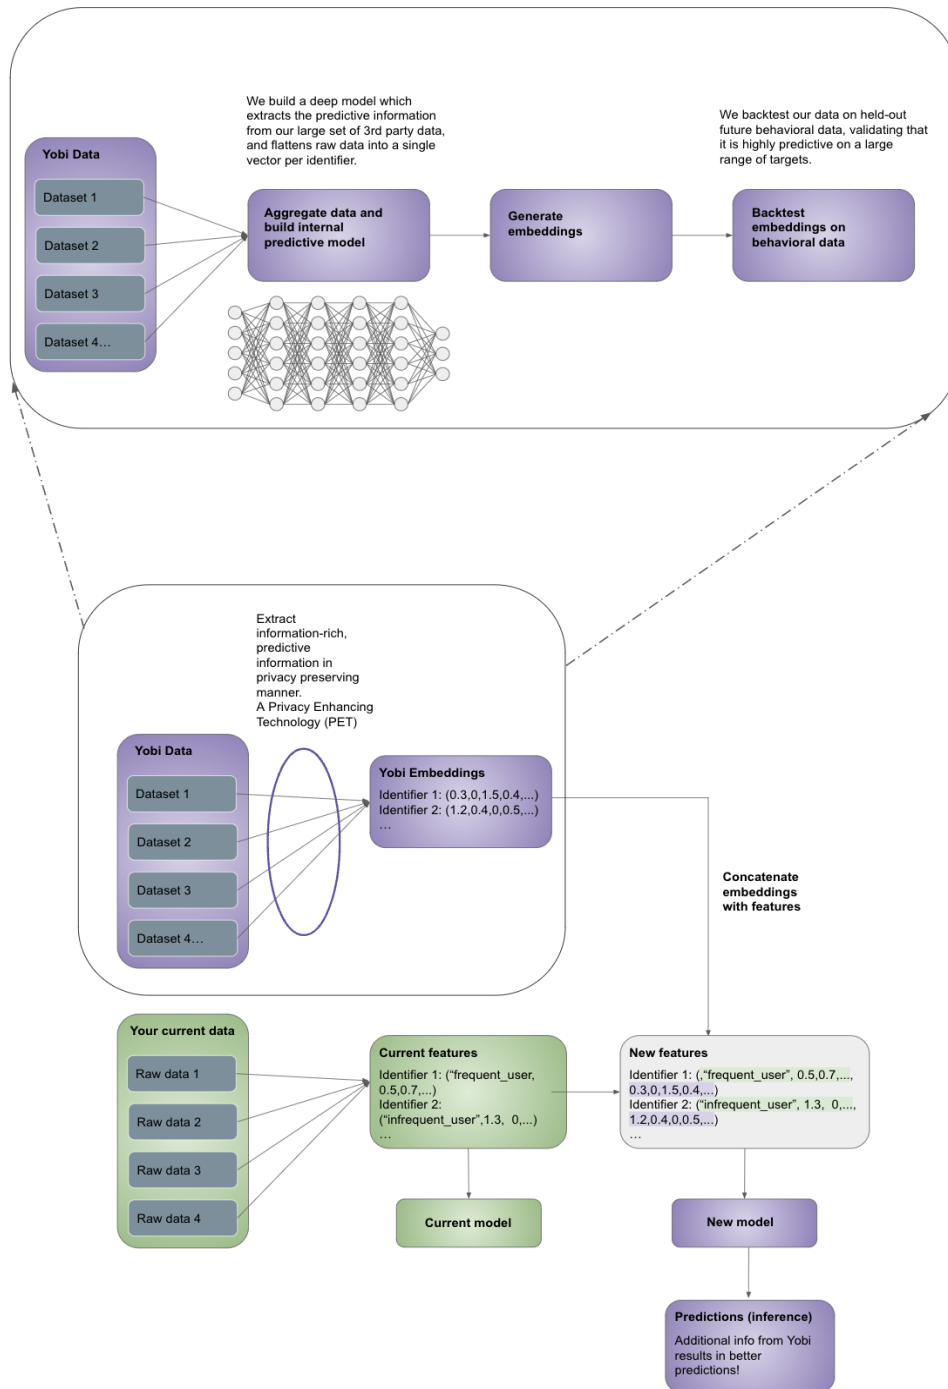 We build a deep model which
extracts the predictive information
from our large set of 3rd party data,
and flattens raw data into a single
vector per identifier.
We backtest our data on held-out
future behavioral data, validating that
it is highly predictive on a large
range of targets.
Yobi Data
Dataset 1
Dataset 2
Dataset 3
Dataset 4...
Aggregate data and
build internal
predictive model
Generate
embeddings
Backtest
embeddings on
behavioral data
Extract
information-rich,
predictive
information in
privacy preserving
manner.
A Privacy Enhancing
Technology (PET)
Yobi Data
Dataset 1
Dataset 2
Dataset 3
Dataset 4...
Yobi Embeddings
Identifier 1: (0.3,0,1.5,0.4,...)
Identifier 2: (1.2,0.4,0,0.5,...)
...
Concatenate
embeddings
with features
Your current data
Raw data 1
Raw data 2
Raw data 3
Raw data 4
Current features
Identifier 1: (“frequent_user,
0.5,0.7,...)
Identifier 2:
(“infrequent_user”,1.3, 0,...)
...
New features
Identifier 1: (,“frequent_user”, 0.5,0.7,...,
0.3,0,1.5,0.4,...)
Identifier 2: (“infrequent_user”, 1.3, 0,...,
1.2,0.4,0,0.5,...)
...
Current model
New model
Predictions (inference)
Additional info from Yobi
results in better
predictions!